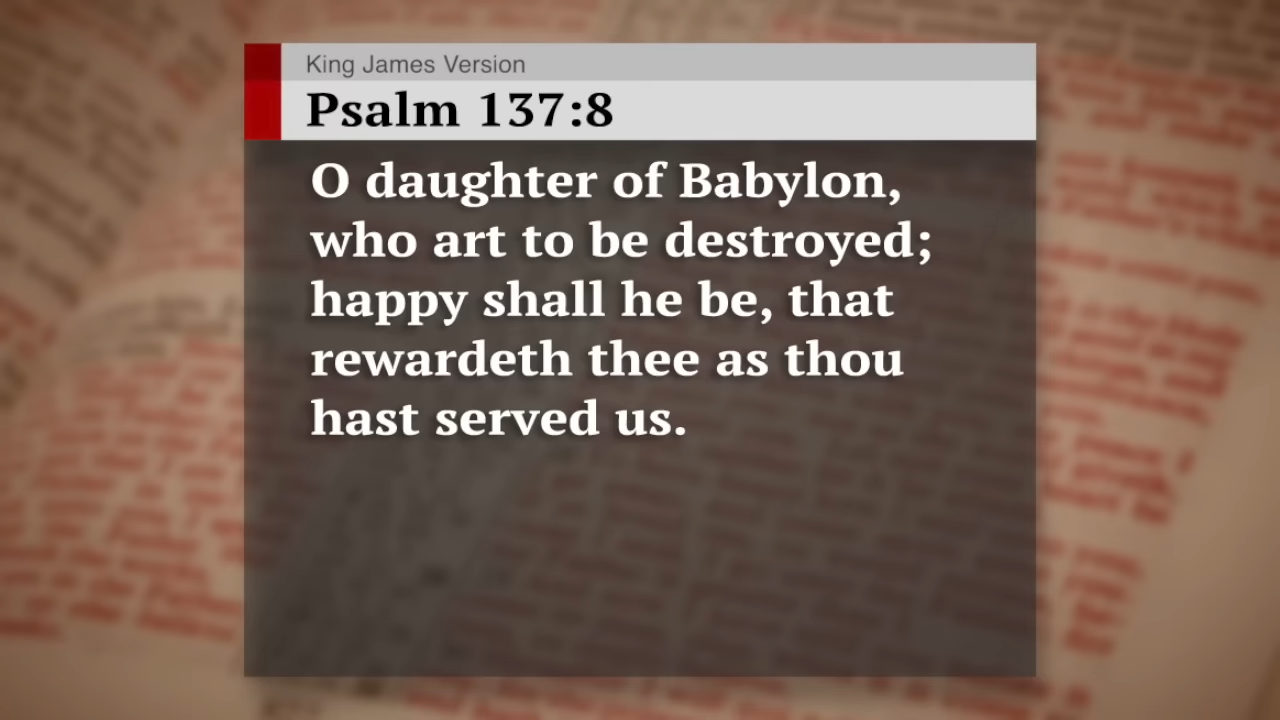 King James Version
Psalm 137:8
O daughter of Babylon,
who art to be destroyed;
happy shall he be, that
rewardeth thee as thou
hast served us.